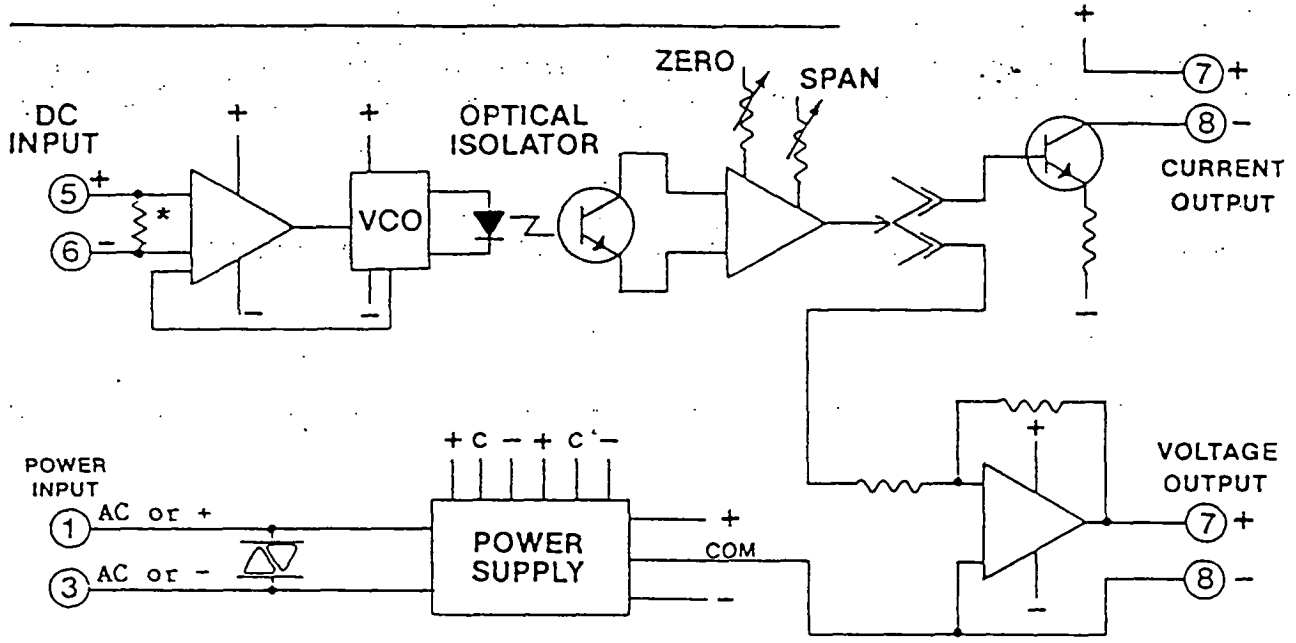 ZERO
SPAN
+
7 +
8 -
CURRENT
OUTPUT
DC
INPUT
+
+
OPTICAL
ISOLATOR
5 +
6 -
*
VCO
-
-
-
POWER
INPUT
1 AC or +
3 AC or -
+ C - + C -
POWER
SUPPLY
+
COM
-
+
-
VOLTAGE
OUTPUT
7 +
8 -